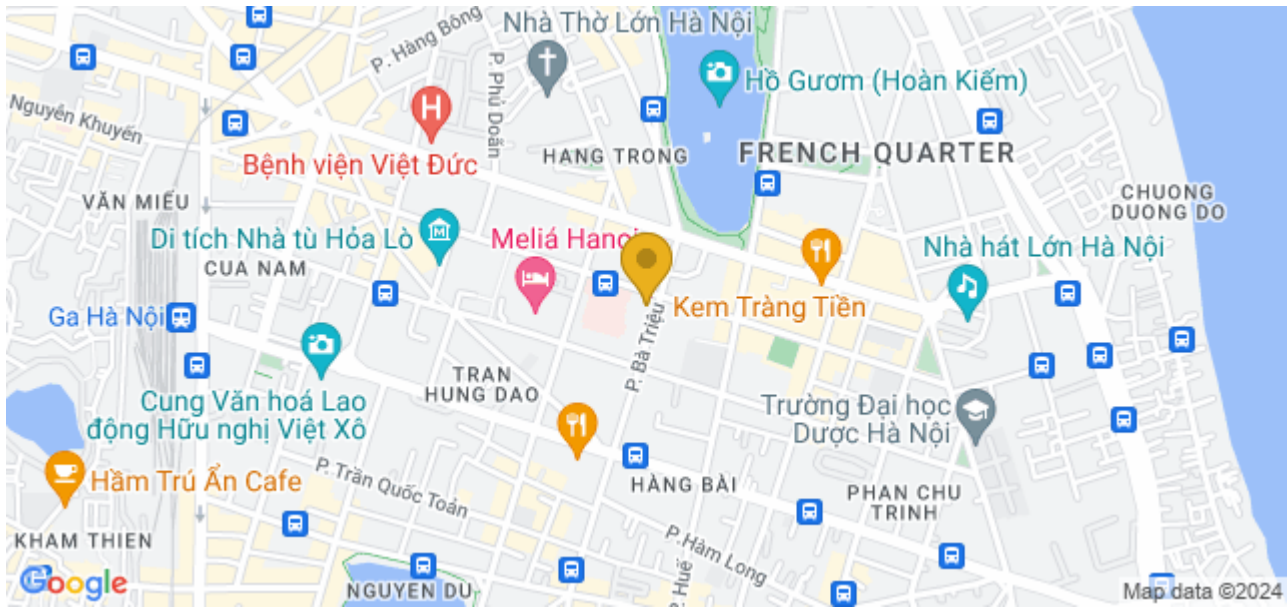 Nhà Thờ Lớn Hà Nội
P. Hàng Bông
P. Phủ Doãn
Hồ Gươm (Hoàn Kiếm)
Nguyễn Khuyến
H
Bệnh viện Việt Đức
HANG TRONG
FRENCH QUARTER
VĂN MIẾU
CHUONG
DUONG DO
Di tích Nhà tù Hỏa Lò
M
Meliá Hanoi
Nhà hát Lớn Hà Nội
CUA NAM
Ga Hà Nội
Kem Tràng Tiền
P. Bà Triệu
TRAN
HUNG DAO
Cung Văn hoá Lao
động Hữu nghị Việt Xô
Trường Đại học
Dược Hà Nội
Hầm Trú Ẩn Cafe
P. Trần Quốc Toản
HÀNG BÀI
PHAN CHU
TRINH
KHAM THIEN
P. Hàm Long
P. Huế
NGUYEN DU
Google
Map data ©2024